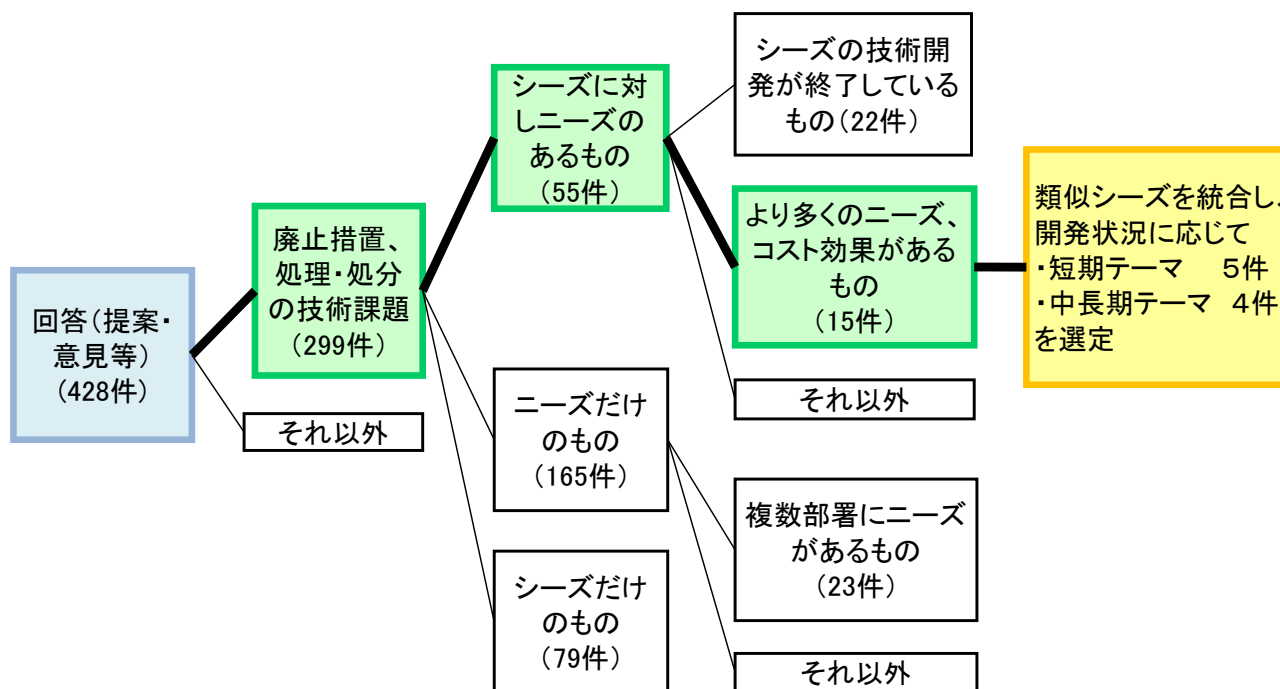 回答(提案・
意見等)
(428件)
廃止措置、
処理・処分
の技術課題
(299件)
それ以外
シーズに対
しニーズの
あるもの
(55件)
ニーズだけ
のもの
(165件)
シーズだけ
のもの
(79件)
シーズの技術開
発が終了している
もの(22件)
より多くのニーズ、
コスト効果がある
もの
(15件)
それ以外
複数部署にニーズ
があるもの
(23件)
それ以外
類似シーズを統合し、
開発状況に応じて
・短期テーマ 5件
・中長期テーマ 4件
を選定